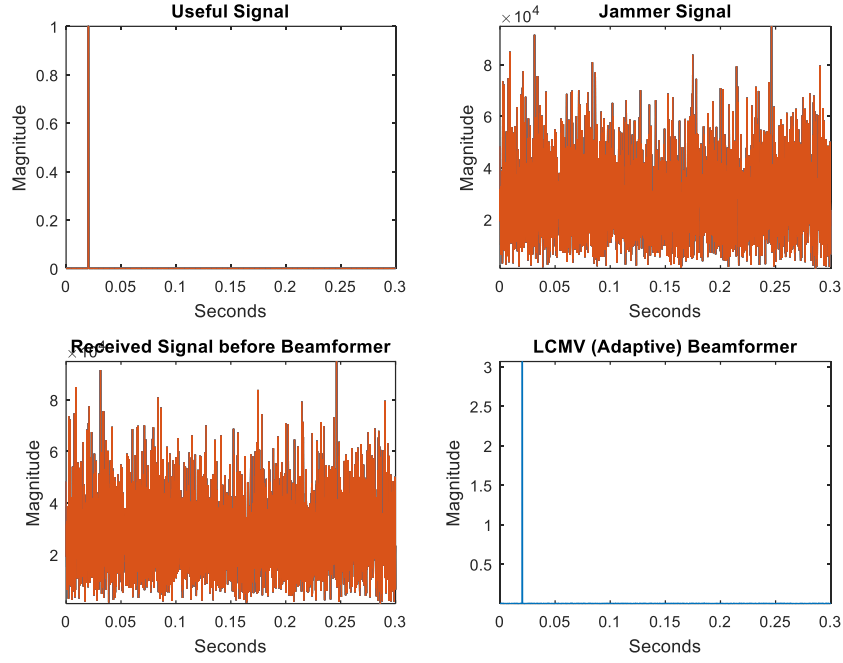 Useful Signal
1
0.8
0.6
0.4
0.2
0
Magnitude
0 0.05 0.1 0.15 0.2 0.25 0.3
Seconds
Jammer Signal
×10⁴
8
6
4
2
Magnitude
0 0.05 0.1 0.15 0.2 0.25 0.3
Seconds
Received Signal before Beamformer
8
6
4
2
Magnitude
0 0.05 0.1 0.15 0.2 0.25 0.3
Seconds
LCMV (Adaptive) Beamformer
3
2.5
2
1.5
1
0.5
Magnitude
0 0.05 0.1 0.15 0.2 0.25 0.3
Seconds